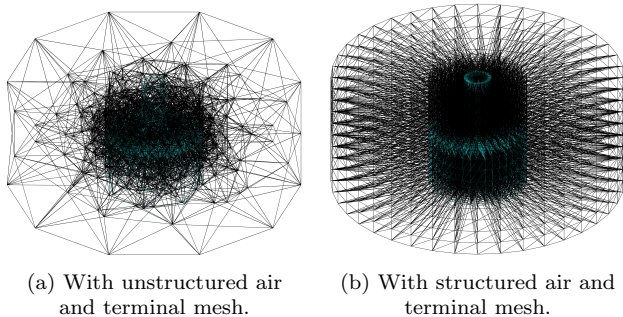 (a) With unstructured air
and terminal mesh.
(b) With structured air and
terminal mesh.